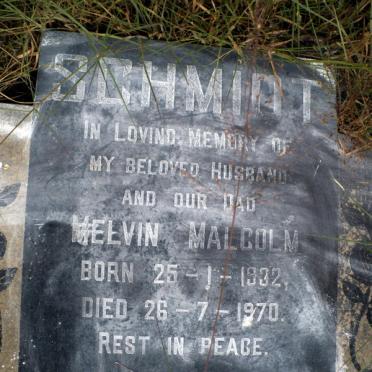 SCHMIDT
IN LOVING MEMORY OF
MY BELOVED HUSBAND
AND OUR DAD
MELVIN MALCOLM
BORN 25-1-1932,
DIED 26-7-1970.
REST IN PEACE.